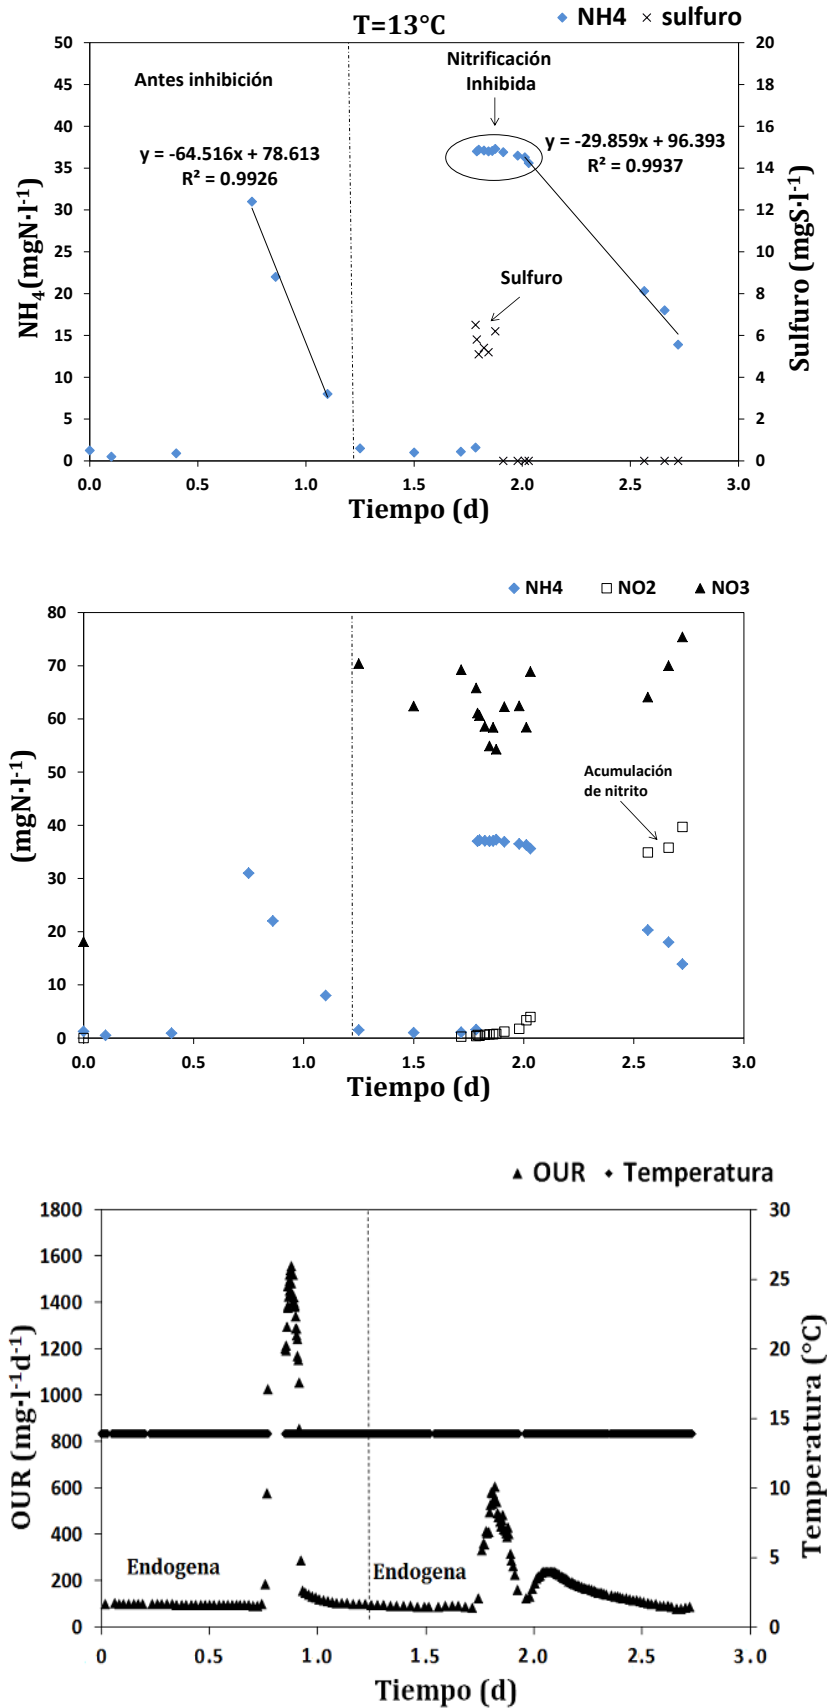 T=13°C
NH4 sulfuro
50 20
45 18
40 16
35 14
30 12
25 10
20 8
15 6
10 4
5 2
0 0
Antes inhibición
Nitrificación
Inhibida
y = -64.516x + 78.613
R² = 0.9926
y = -29.859x + 96.393
R² = 0.9937
Sulfuro
NH₄(mgN·l⁻¹)
Sulfuro (mgS·l⁻¹)
0.0 0.5 1.0 1.5 2.0 2.5 3.0
Tiempo (d)
NH4 NO2 NO3
80
70
60
50
40
30
20
10
0
Acumulación
de nitrito
(mgN·l⁻¹)
0.0 0.5 1.0 1.5 2.0 2.5 3.0
Tiempo (d)
OUR Temperatura
1800 30
1600 25
1400 20
1200 15
1000 10
800 5
600 0
400
200
0
Endogena
Endogena
OUR (mg·l⁻¹d⁻¹)
Temperatura (°C)
0.0 0.5 1.0 1.5 2.0 2.5 3.0
Tiempo (d)